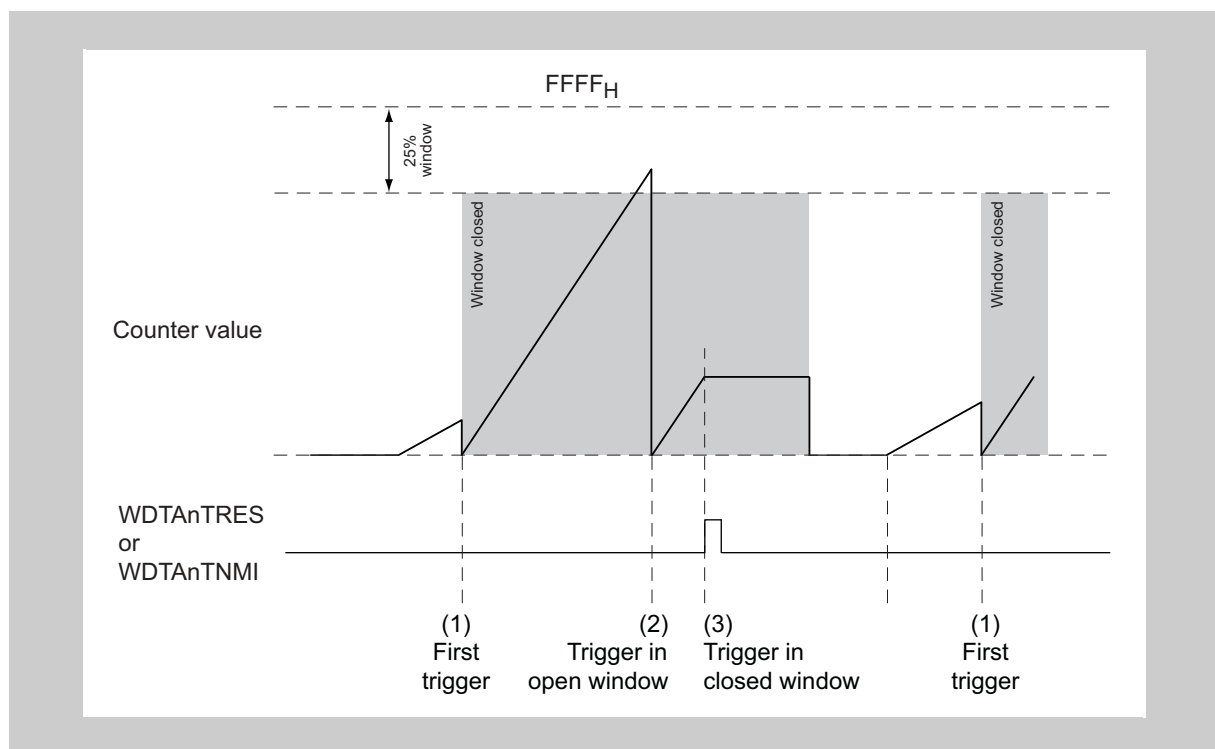 FFFFH
25%
window
Window closed
Window closed
Counter value
WDTAnTRES
or
WDTAnTNMI
(1)
First
trigger
(2)
Trigger in
open window
(3)
Trigger in
closed window
(1)
First
trigger